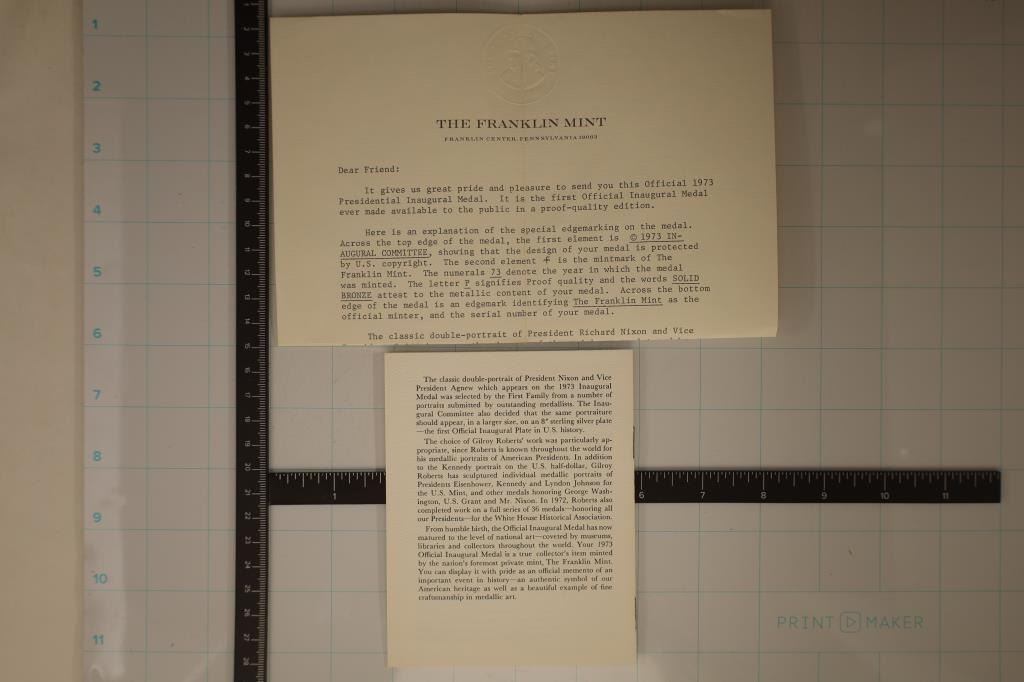 THE FRANKLIN MINT
FRANKLIN CENTER, PENNSYLVANIA 19063
Dear Friend:
It gives us great pride and pleasure to send you this Official 1973
Presidential Inaugural Medal. It is the first Official Inaugural Medal
ever made available to the public in a proof-quality edition.
Here is an explanation of the special edgemarking on the medal.
Across the top edge of the medal, the first element is © 1973 IN-
AUGURAL COMMITTEE, showing that the design of your medal is protected
by U.S. copyright. The second element is the mintmark of The
Franklin Mint. The numerals 73 denote the year in which the medal
was minted. The letter P signifies Proof quality and the words SOLID
BRONZE attest to the metallic content of your medal. Across the bottom
edge of the medal is an edgemark identifying The Franklin Mint as the
official minter, and the serial number of your medal.
The classic double-portrait of President Richard Nixon and Vice
The classic double-portrait of President Nixon and Vice
President Agnew which appears on the 1973 Inaugural
Medal was selected by the First Family from a number of
portraits submitted by outstanding medallists. The Inau-
gural Committee also decided that the same portraiture
should appear, in a larger size, on an 8" sterling silver plate
—the first Official Inaugural Plate in U.S. history.
The choice of Gilroy Roberts' work was particularly ap-
propriate, since Roberts is known throughout the world for
his medallic portraits of American Presidents. In addition
to the Kennedy portrait on the U.S. half-dollar, Gilroy
Roberts has sculptured individual medallic portraits of
Presidents Eisenhower, Kennedy and Lyndon Johnson for
the U.S. Mint, and other medals honoring George Wash-
ington, U.S. Grant and Mr. Nixon. In 1972, Roberts also
completed work on a full series of 36 medals—honoring all
our Presidents—for the White House Historical Association.
From humble birth, the Official Inaugural Medal has now
matured to the level of national art—coveted by museums,
libraries and collectors throughout the world. Your 1973
Official Inaugural Medal is a true collector's item minted
by the nation's foremost private mint, The Franklin Mint.
You can display it with pride as an official memento of an
important event in history—an authentic symbol of our
American heritage as well as a beautiful example of fine
craftsmanship in medallic art.
1
2
3
4
5
6
7
8
9
10
11
1
6
7
8
9
10
11
PRINT MAKER